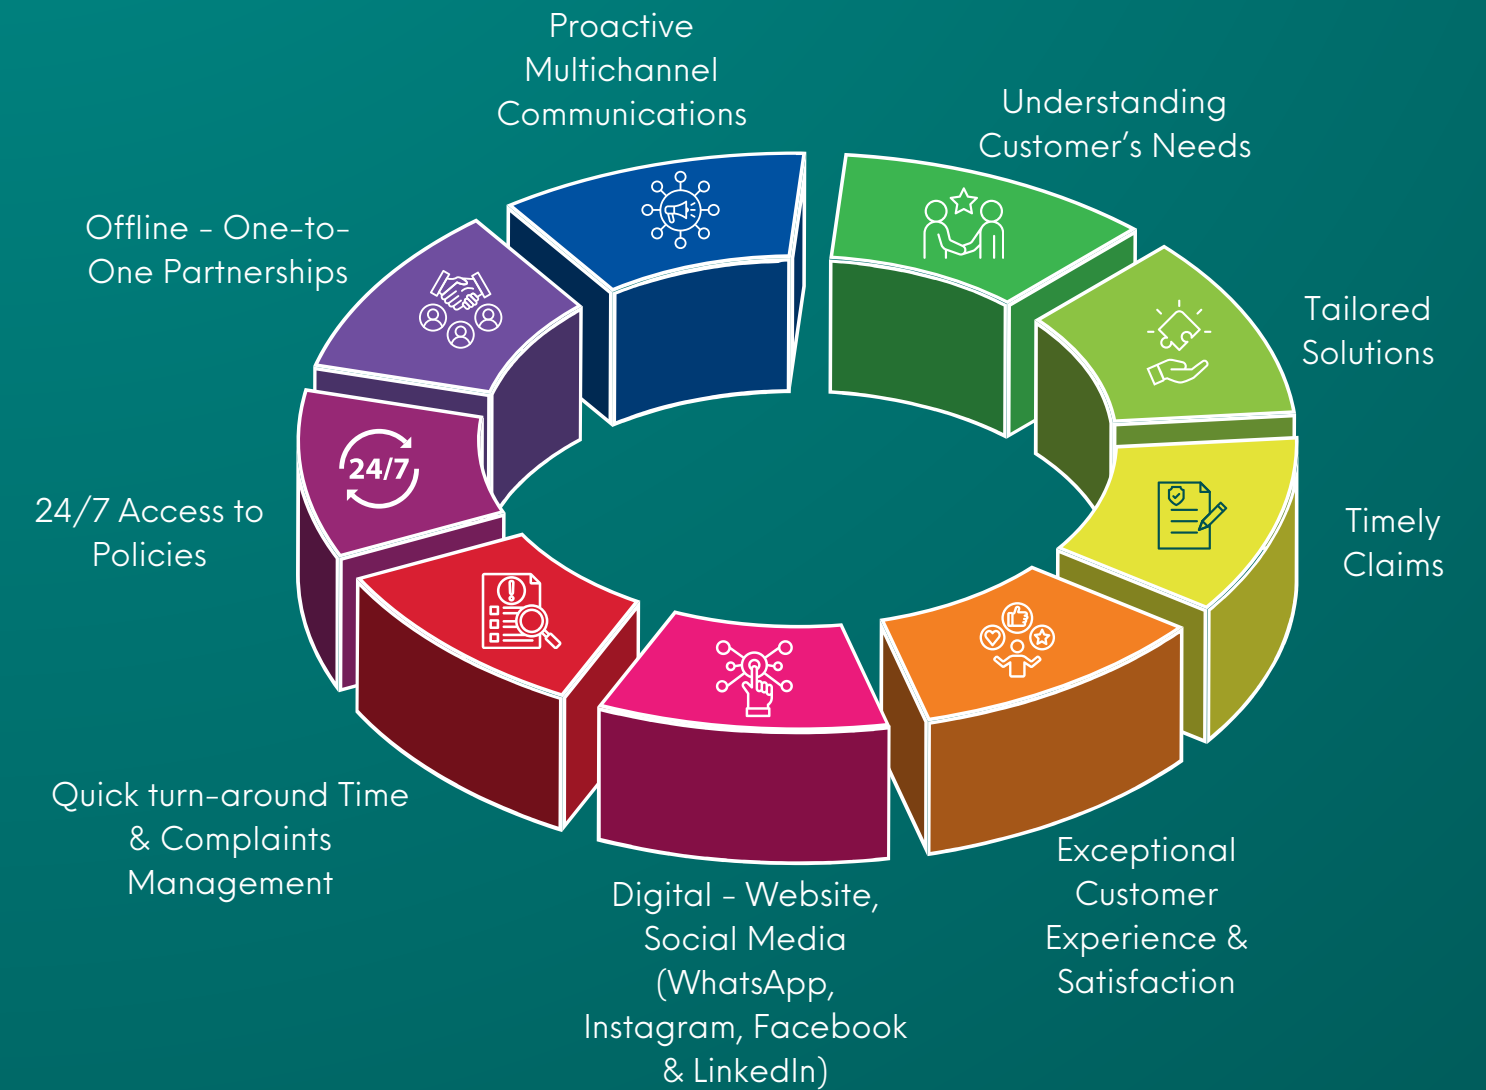 Proactive
Multichannel
Communications
Understanding
Customer's Needs
Tailored
Solutions
Timely
Claims
Exceptional
Customer
Experience &
Satisfaction
Digital - Website,
Social Media
(WhatsApp,
Instagram, Facebook
& LinkedIn)
Quick turn-around Time
& Complaints
Management
24/7 Access to
Policies
24/7
Offline - One-to-
One Partnerships